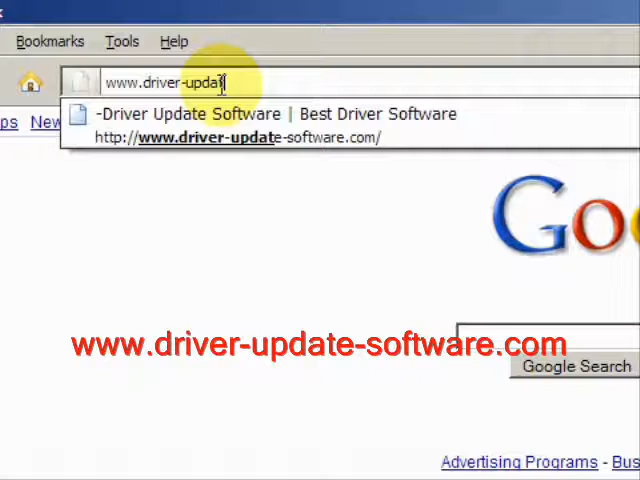 Bookmarks Tools Help
www.driver-updat
-Driver Update Software | Best Driver Software
http://www.driver-update-software.com/
ps New
Goo
www.driver-update-software.com
Google Search
Advertising Programs - Bus